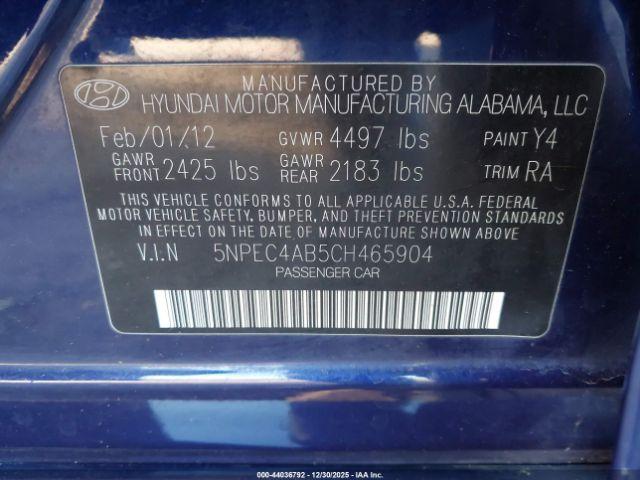 MANUFACTURED BY
HYUNDAI MOTOR MANUFACTURING ALABAMA, LLC
Feb/01/12 GVWR 4497 lbs PAINT Y4
GAWR FRONT 2425 lbs GAWR REAR 2183 lbs TRIM RA
THIS VEHICLE CONFORMS TO ALL APPLICABLE U.S.A. FEDERAL
MOTOR VEHICLE SAFETY, BUMPER, AND THEFT PREVENTION
STANDARDS IN EFFECT ON THE DATE OF MANUFACTURE SHOWN ABOVE.
V.I.N 5NPEC4AB5CH465904
PASSENGER CAR
000-44036792 - 12/30/2025 - COPYRIGHT IAA, LLC.